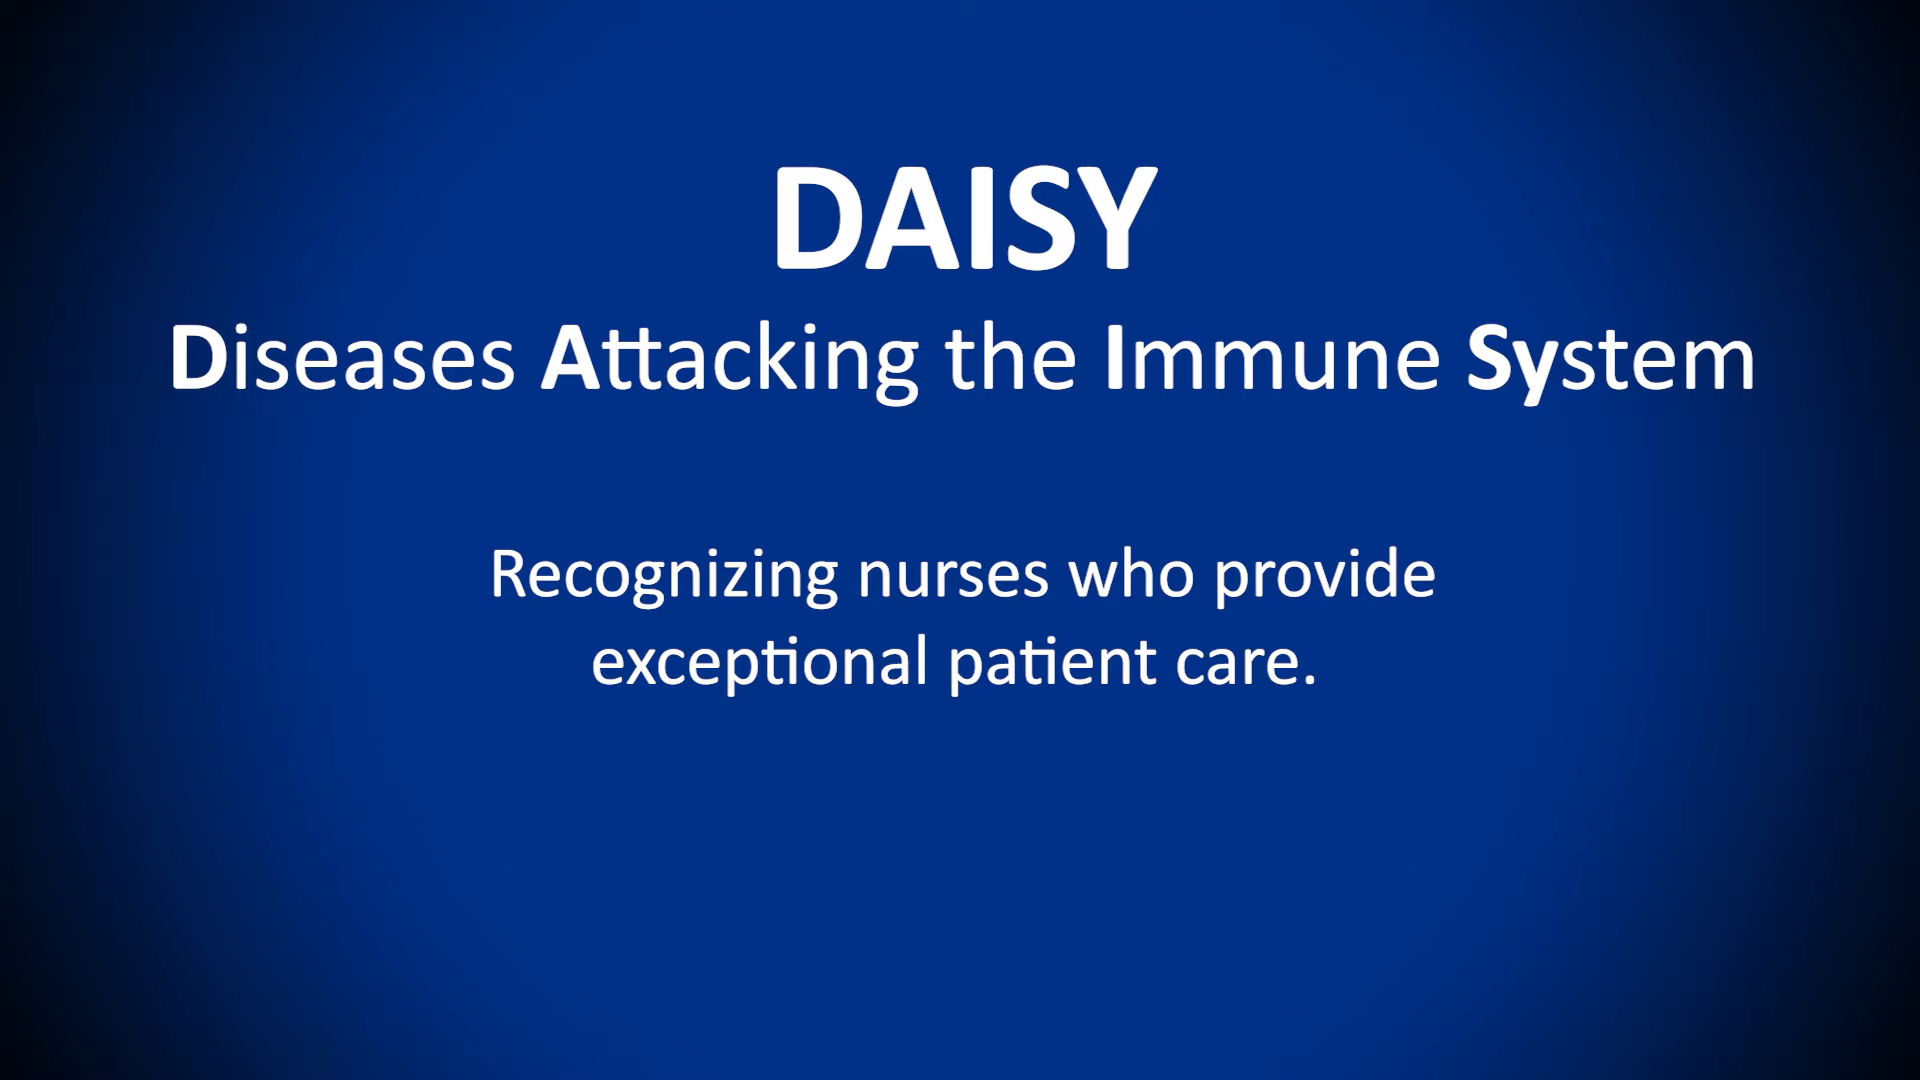 DAISY
Diseases Attacking the Immune System
Recognizing nurses who provide
exceptional patient care.